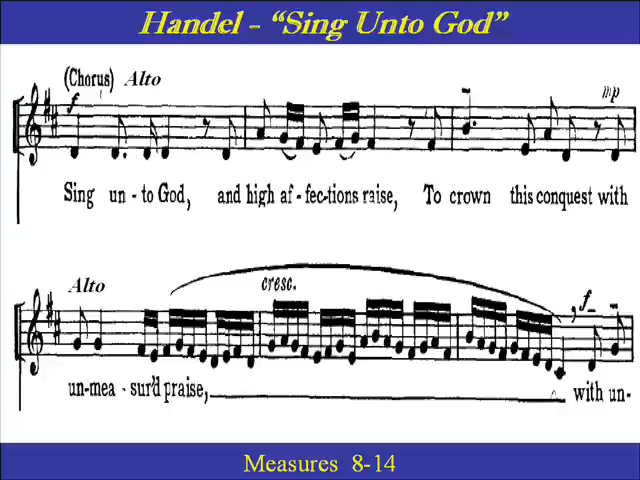 Handel - “Sing Unto God”
(Chorus) Alto
f
mp
Sing un - to God, and high af - fec-tions raise, To crown this conquest with
Alto
cresc.
f
un-mea - sur'd praise, with un-
Measures 8-14